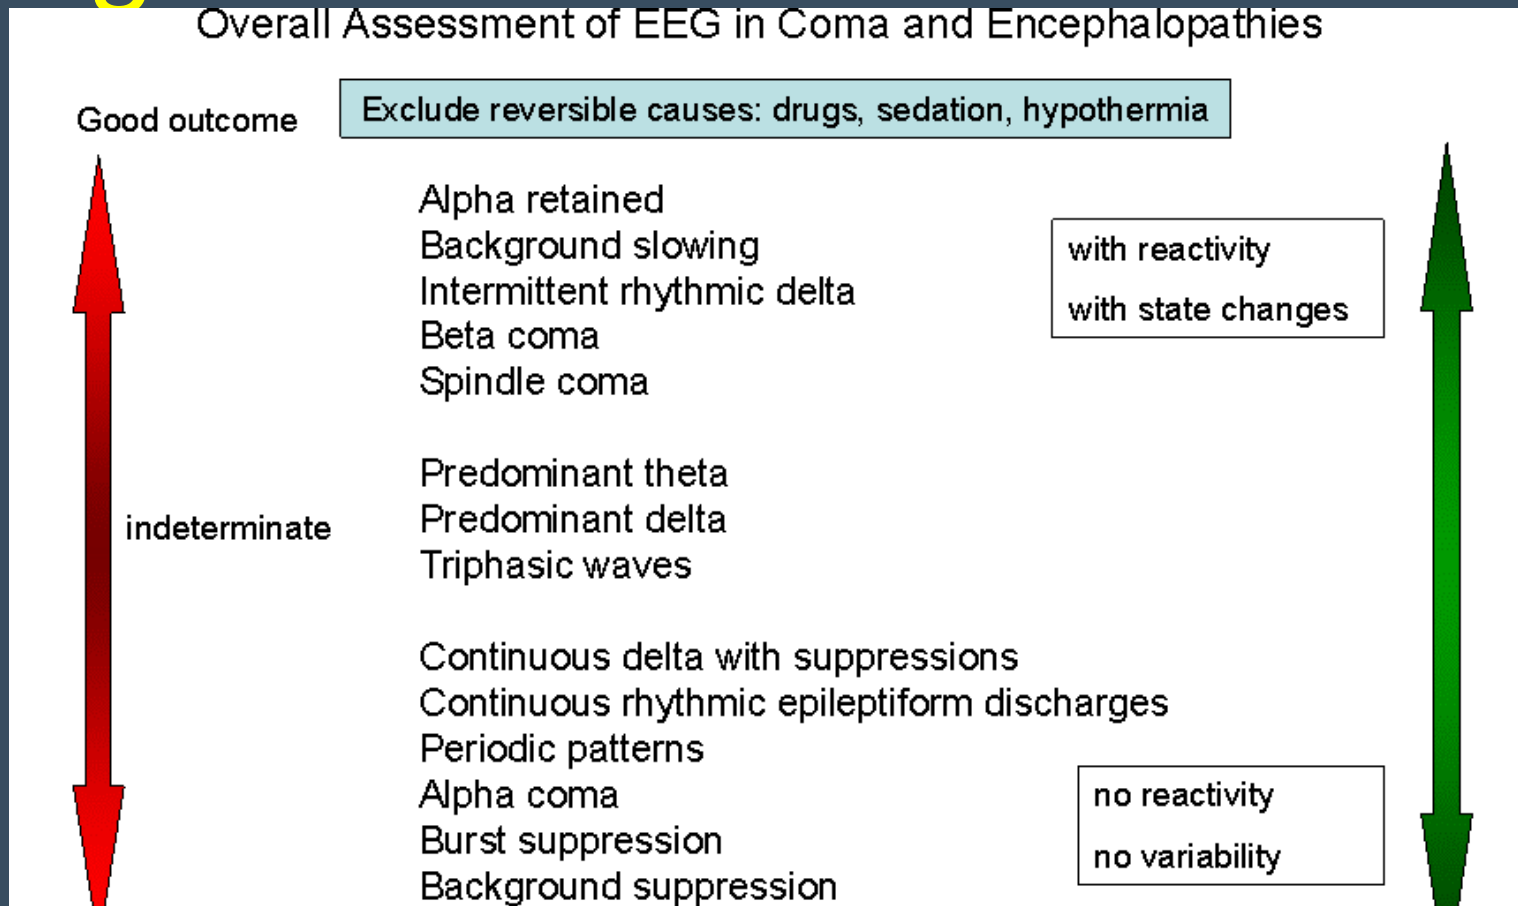 Overall Assessment of EEG in Coma and Encephalopathies
Good outcome
Exclude reversible causes: drugs, sedation, hypothermia
Alpha retained
Background slowing
Intermittent rhythmic delta
Beta coma
Spindle coma
with reactivity
with state changes
indeterminate
Predominant theta
Predominant delta
Triphasic waves
Continuous delta with suppressions
Continuous rhythmic epileptiform discharges
Periodic patterns
Alpha coma
Burst suppression
Background suppression
no reactivity
no variability